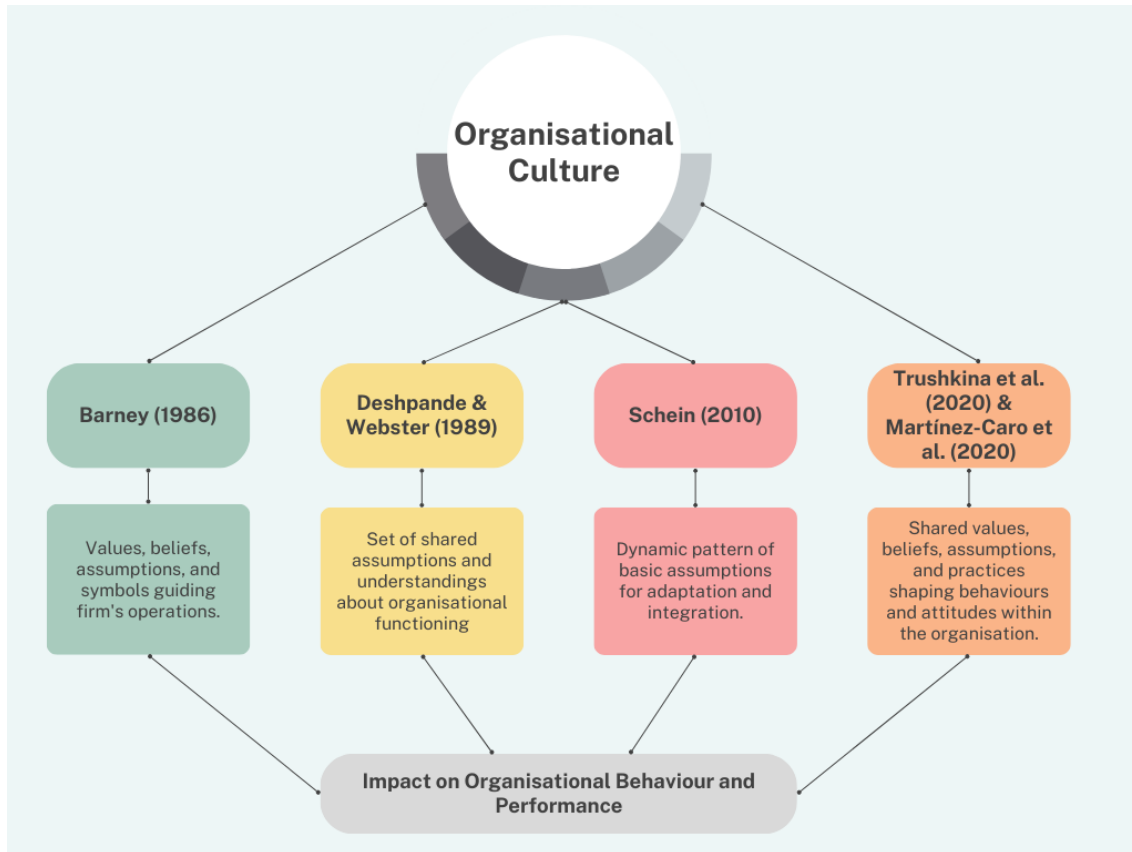 Organisational
Culture
Barney (1986)
Deshpande &
Webster (1989)
Schein (2010)
Trushkina et al.
(2020) &
Martínez-Caro et
al. (2020)
Values, beliefs,
assumptions, and
symbols guiding
firm's operations.
Set of shared
assumptions and
understandings
about organisational
functioning
Dynamic pattern of
basic assumptions
for adaptation and
integration.
Shared values,
beliefs, assumptions,
and practices
shaping behaviours
and attitudes within
the organisation.
Impact on Organisational Behaviour and
Performance